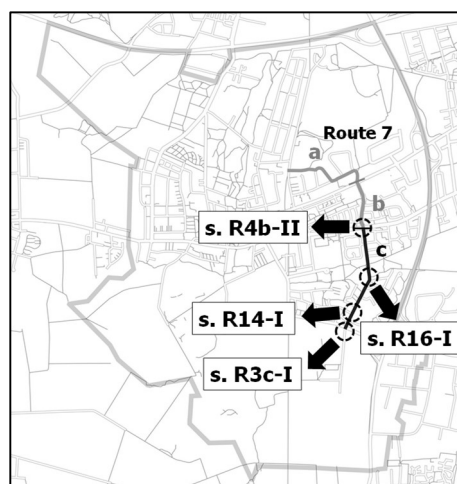 Route 7
a
b
s. R4b-II
c
s. R14-I
s. R16-I
s. R3c-I